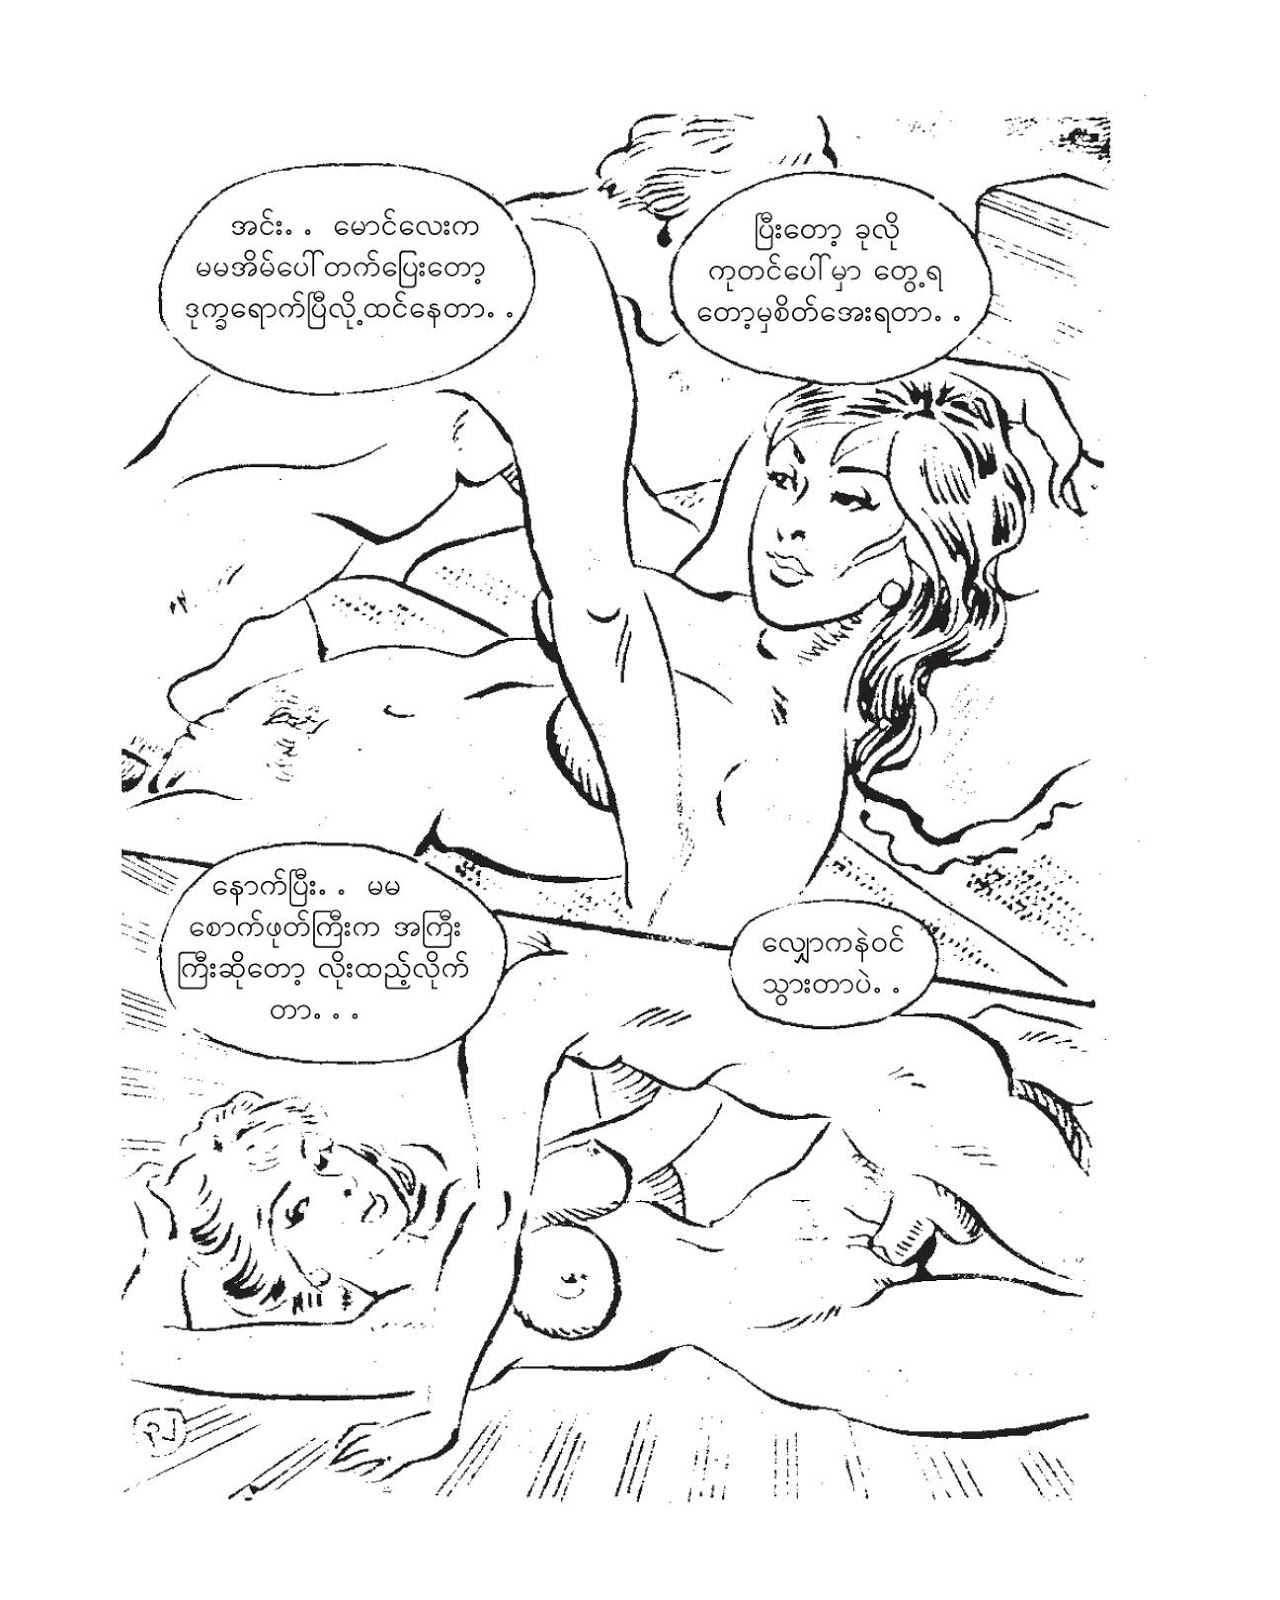 အင်း. . မောင်လေးက
မမအိမ်ပေါ်တက်ပြေးတော့
ဒုက္ခရောက်ပြီလို့ထင်နေတာ. .
ပြီးတော့ ခုလို
ကုတင်ပေါ်မှာ တွေ့ရ
တော့မှစိတ်အေးရတာ. .
နောက်ပြီး. . မမ
စောက်ဖုတ်ကြီးက အကြီး
ကြီးဆိုတော့ လိုးထည့်လိုက်
တာ. . .
လျှောကနဲဝင်
သွားတာပဲ. .
၃၂